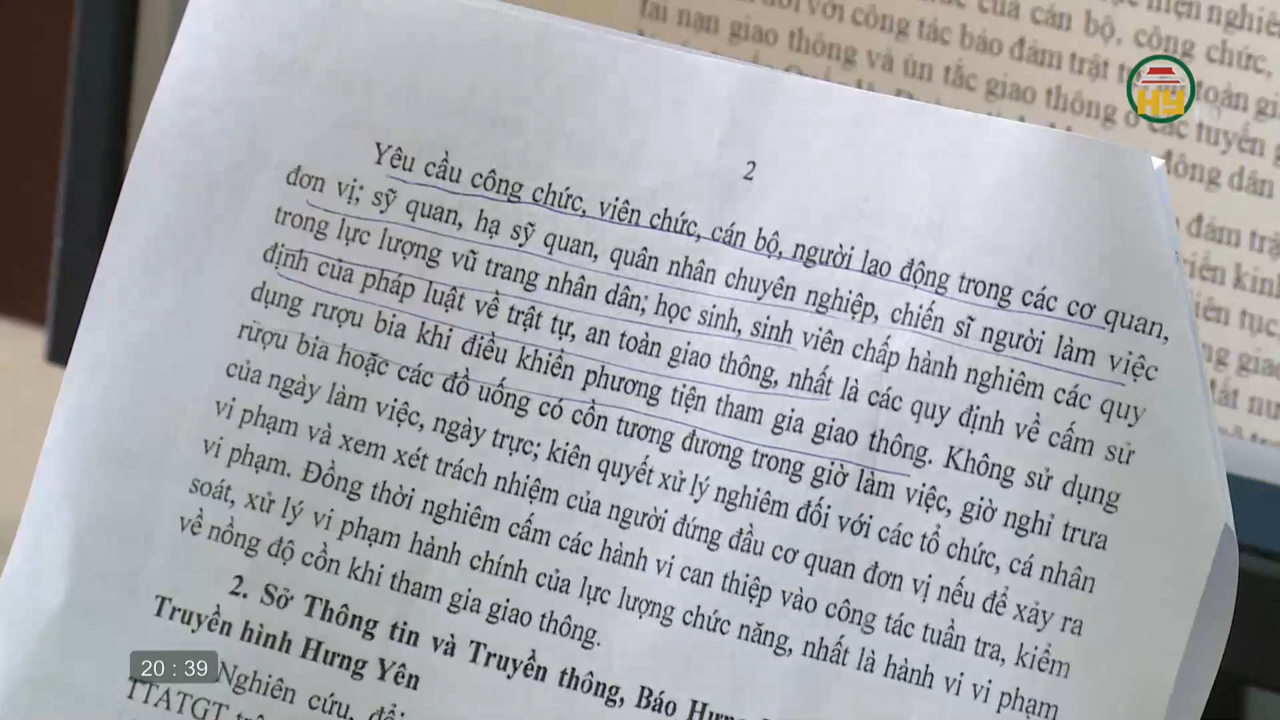 của cán bộ, công chức,
với công tác bảo đảm trật toàn
tai nạn giao thông và ùn tắc giao thông ở các tuyến
HY
đông dân
2
Yêu cầu công chức, viên chức, cán bộ, người lao động trong các cơ quan,
đơn vị; sỹ quan, hạ sỹ quan, quân nhân chuyên nghiệp, chiến sĩ người làm việc
trong lực lượng vũ trang nhân dân; học sinh, sinh viên chấp hành nghiêm các quy
định của pháp luật về trật tự, an toàn giao thông, nhất là các quy định về cấm sử
dụng rượu bia khi điều khiển phương tiện tham gia giao thông. Không sử dụng
rượu bia hoặc các đồ uống có cồn tương đương trong giờ làm việc, giờ nghỉ trưa
của ngày làm việc, ngày trực; kiên quyết xử lý nghiêm đối với các tổ chức, cá nhân
vi phạm và xem xét trách nhiệm của người đứng đầu cơ quan đơn vị nếu để xảy ra
vi phạm. Đồng thời nghiêm cấm các hành vi can thiệp vào công tác tuần tra, kiểm
soát, xử lý vi phạm hành chính của lực lượng chức năng, nhất là hành vi vi phạm
về nồng độ cồn khi tham gia giao thông.
2. Sở Thông tin và Truyền thông, Báo Hưng
Truyền hình Hưng Yên
Nghiên cứu, đổi
TTATGT
20 : 39